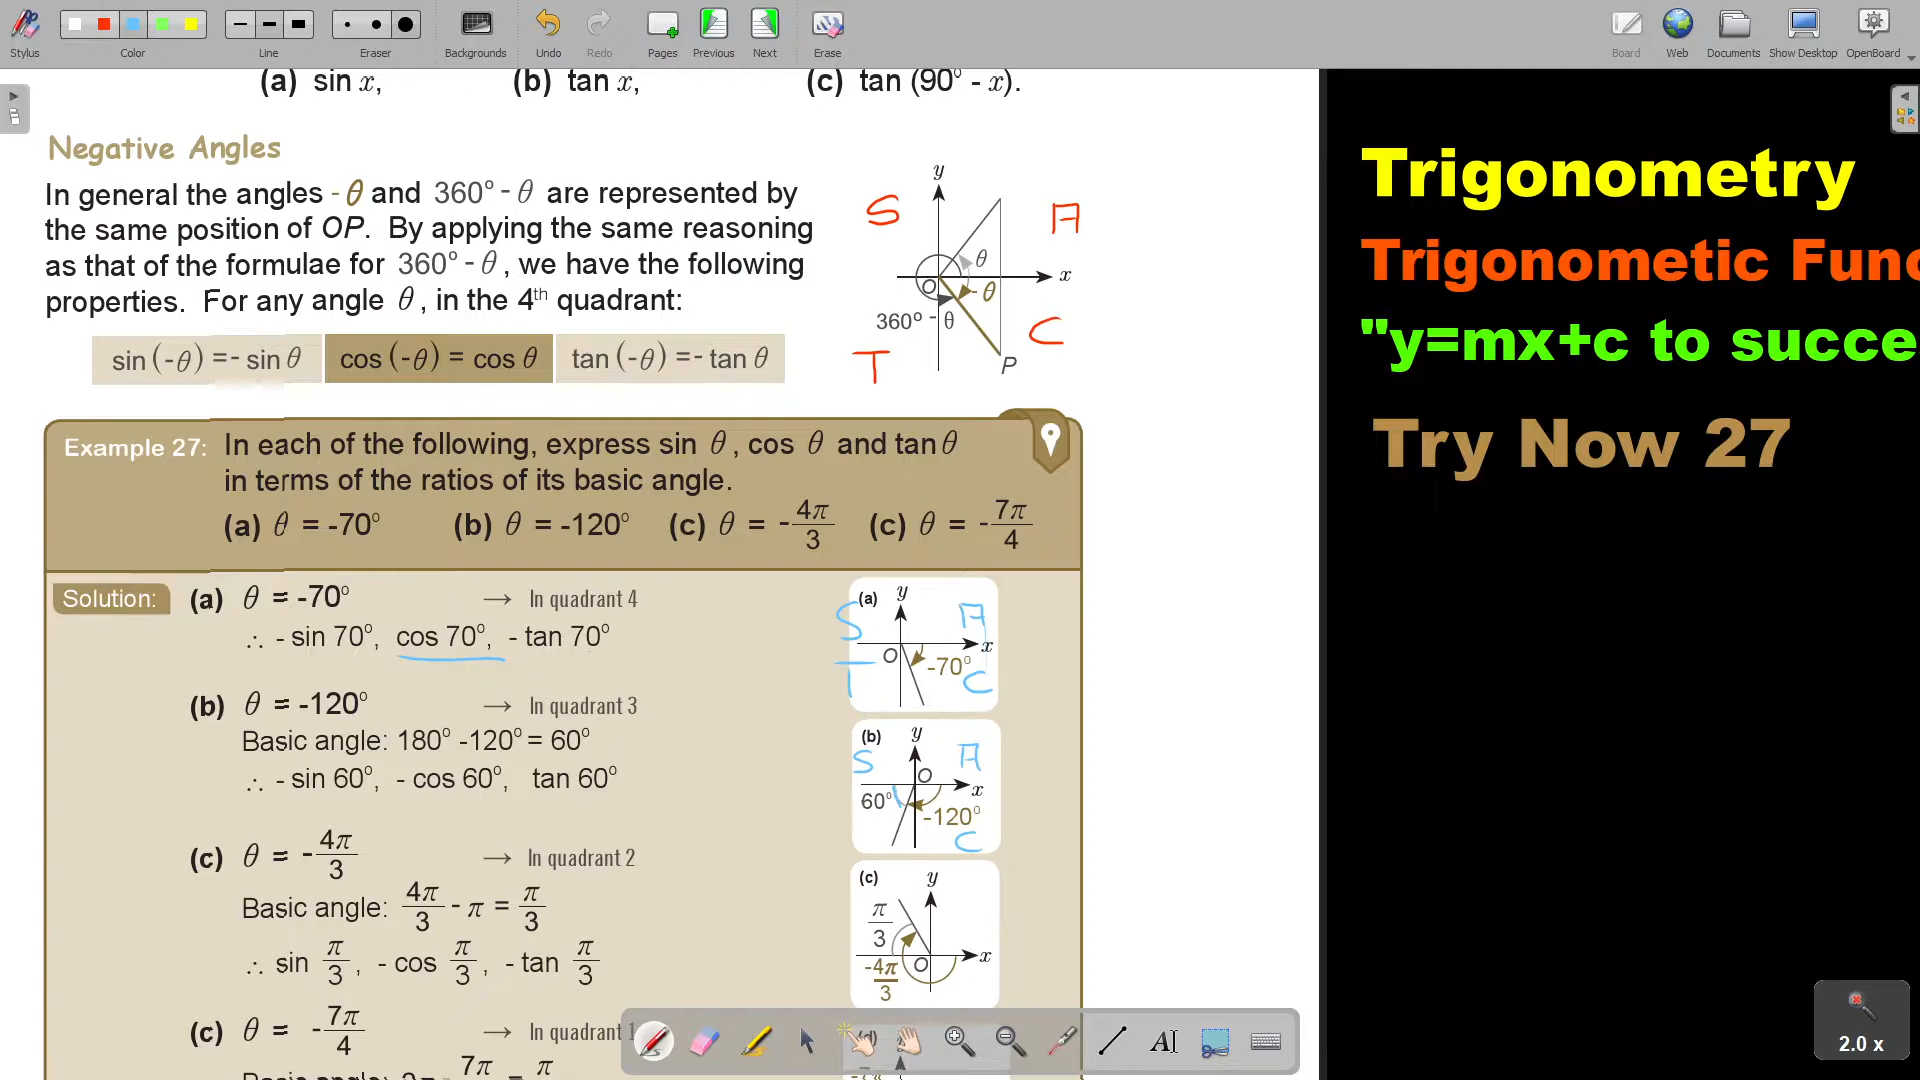 Stylus Color Line Eraser Backgrounds Undo Redo Pages Previous Next Erase Board Web Documents Show Desktop OpenBoard
(a) sin x, (b) tan x, (c) tan (90° - x).
Negative Angles
In general the angles -θ and 360° - θ are represented by
the same position of OP. By applying the same reasoning
as that of the formulae for 360° - θ, we have the following
properties. For any angle θ, in the 4th quadrant:
sin (-θ) = - sin θ cos (-θ) = cos θ tan (-θ) = - tan θ
y
S A
θ
O x
-θ
360° - θ
C
T
P
Example 27: In each of the following, express sin θ, cos θ and tan θ
in terms of the ratios of its basic angle.
(a) θ = -70° (b) θ = -120° (c) θ = -4π/3 (c) θ = -7π/4
Solution: (a) θ = -70° → In quadrant 4
∴ - sin 70°, cos 70°, - tan 70°
(b) θ = -120° → In quadrant 3
Basic angle: 180° -120° = 60°
∴ - sin 60°, - cos 60°, tan 60°
(c) θ = -4π/3 → In quadrant 2
Basic angle: 4π/3 - π = π/3
∴ sin π/3, - cos π/3, - tan π/3
(c) θ = -7π/4 → In quadrant 1
(a) y
S A
O x
-70°
T C
(b) y
S A
O
60° x
-120°
C
(c) y
π/3
O x
-4π/3
(d)
Trigonometry
Trigonometic Func
"y=mx+c to succe
Try Now 27
2.0 x